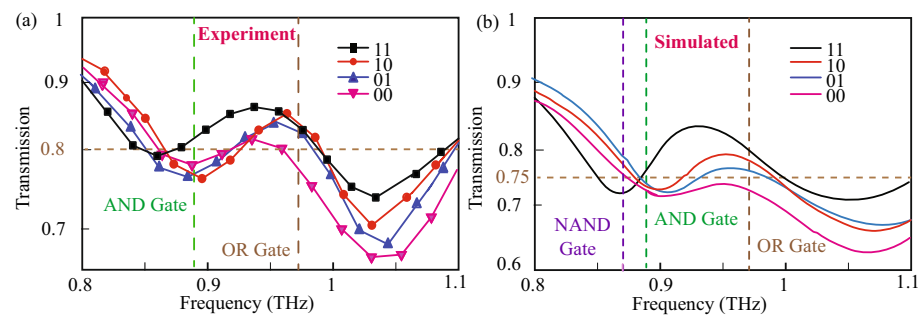 (a)
Experiment
11
10
01
00
AND Gate
OR Gate
Transmission
1
0.9
0.8
0.7
0.8
0.9
1
1.1
Frequency (THz)
(b)
Simulated
11
10
01
00
NAND
Gate
AND Gate
OR Gate
Transmission
1
0.9
0.8
0.75
0.7
0.6
0.8
0.9
1
1.1
Frequency (THz)